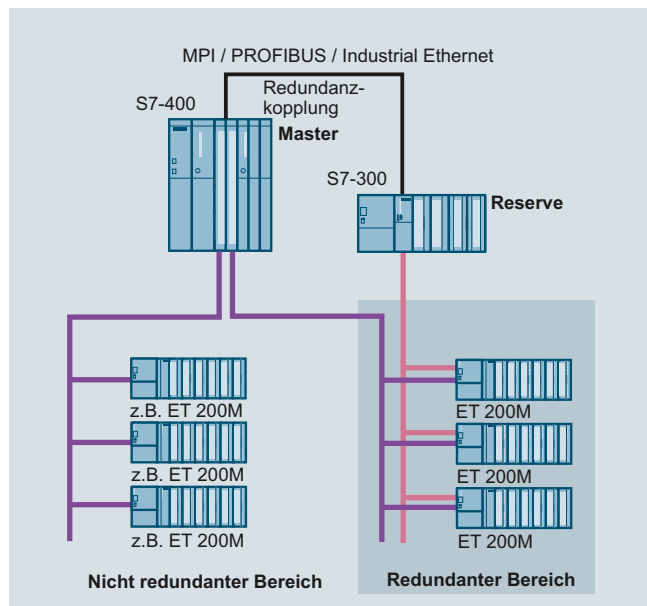 MPI / PROFIBUS / Industrial Ethernet
Redundanz-
kopplung
S7-400
Master
S7-300
Reserve
z.B. ET 200M
z.B. ET 200M
z.B. ET 200M
ET 200M
ET 200M
ET 200M
Nicht redundanter Bereich
Redundanter Bereich